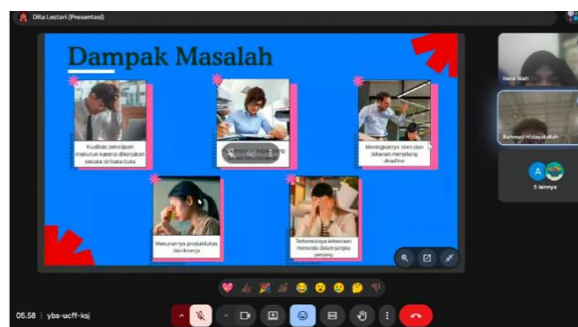 Dita Lestari (Presentasi)
Dampak Masalah
Kualitas pekerjaan
menurun karena dikerjakan
secara terburu-buru
Meningkatnya stres dan
tekanan menjelang
deadline
Menurunnya produktivitas
dan kinerja
Terbentuknya kebiasaan
menunda dalam jangka
panjang
Rahmad Hidayatullah
A
5 lainnya
05.58 | ybs-ucff-ksj